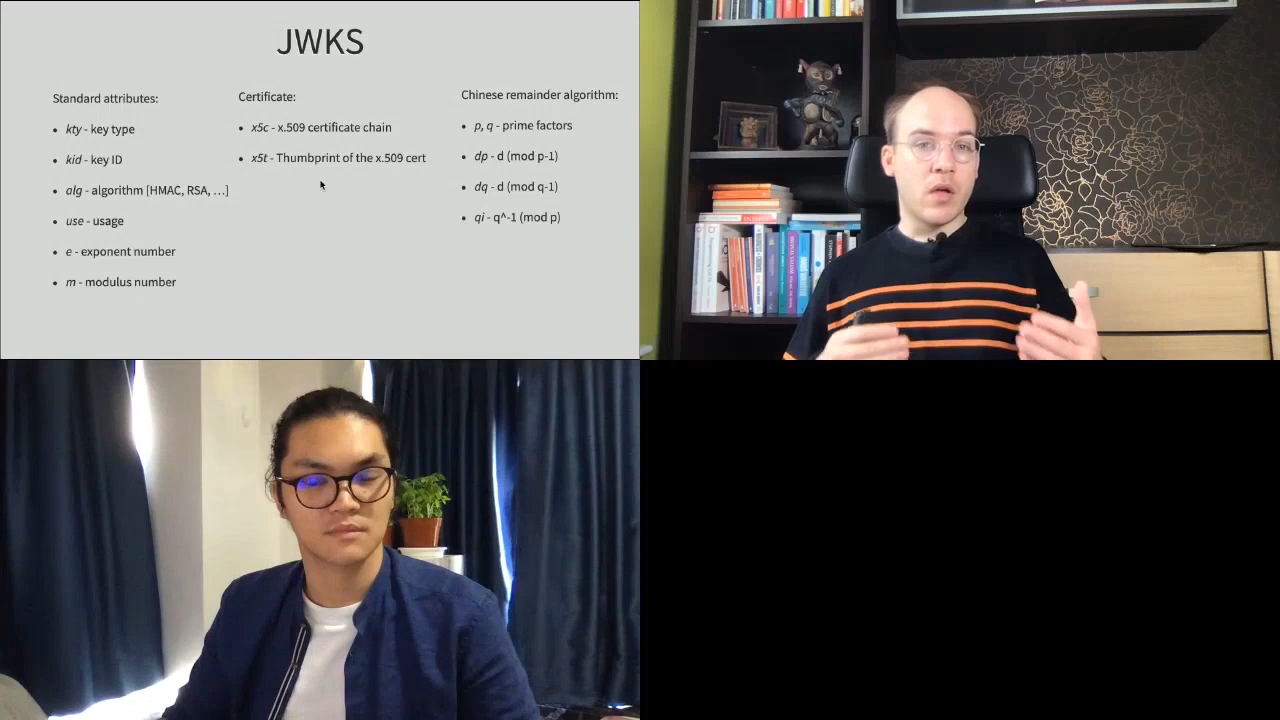 JWKS
Standard attributes:
• kty - key type
• kid - key ID
• alg - algorithm [HMAC, RSA, …]
• use - usage
• e - exponent number
• m - modulus number
Certificate:
• x5c - x.509 certificate chain
• x5t - Thumbprint of the x.509 cert
Chinese remainder algorithm:
• p, q - prime factors
• dp - d (mod p-1)
• dq - d (mod q-1)
• qi - q^-1 (mod p)